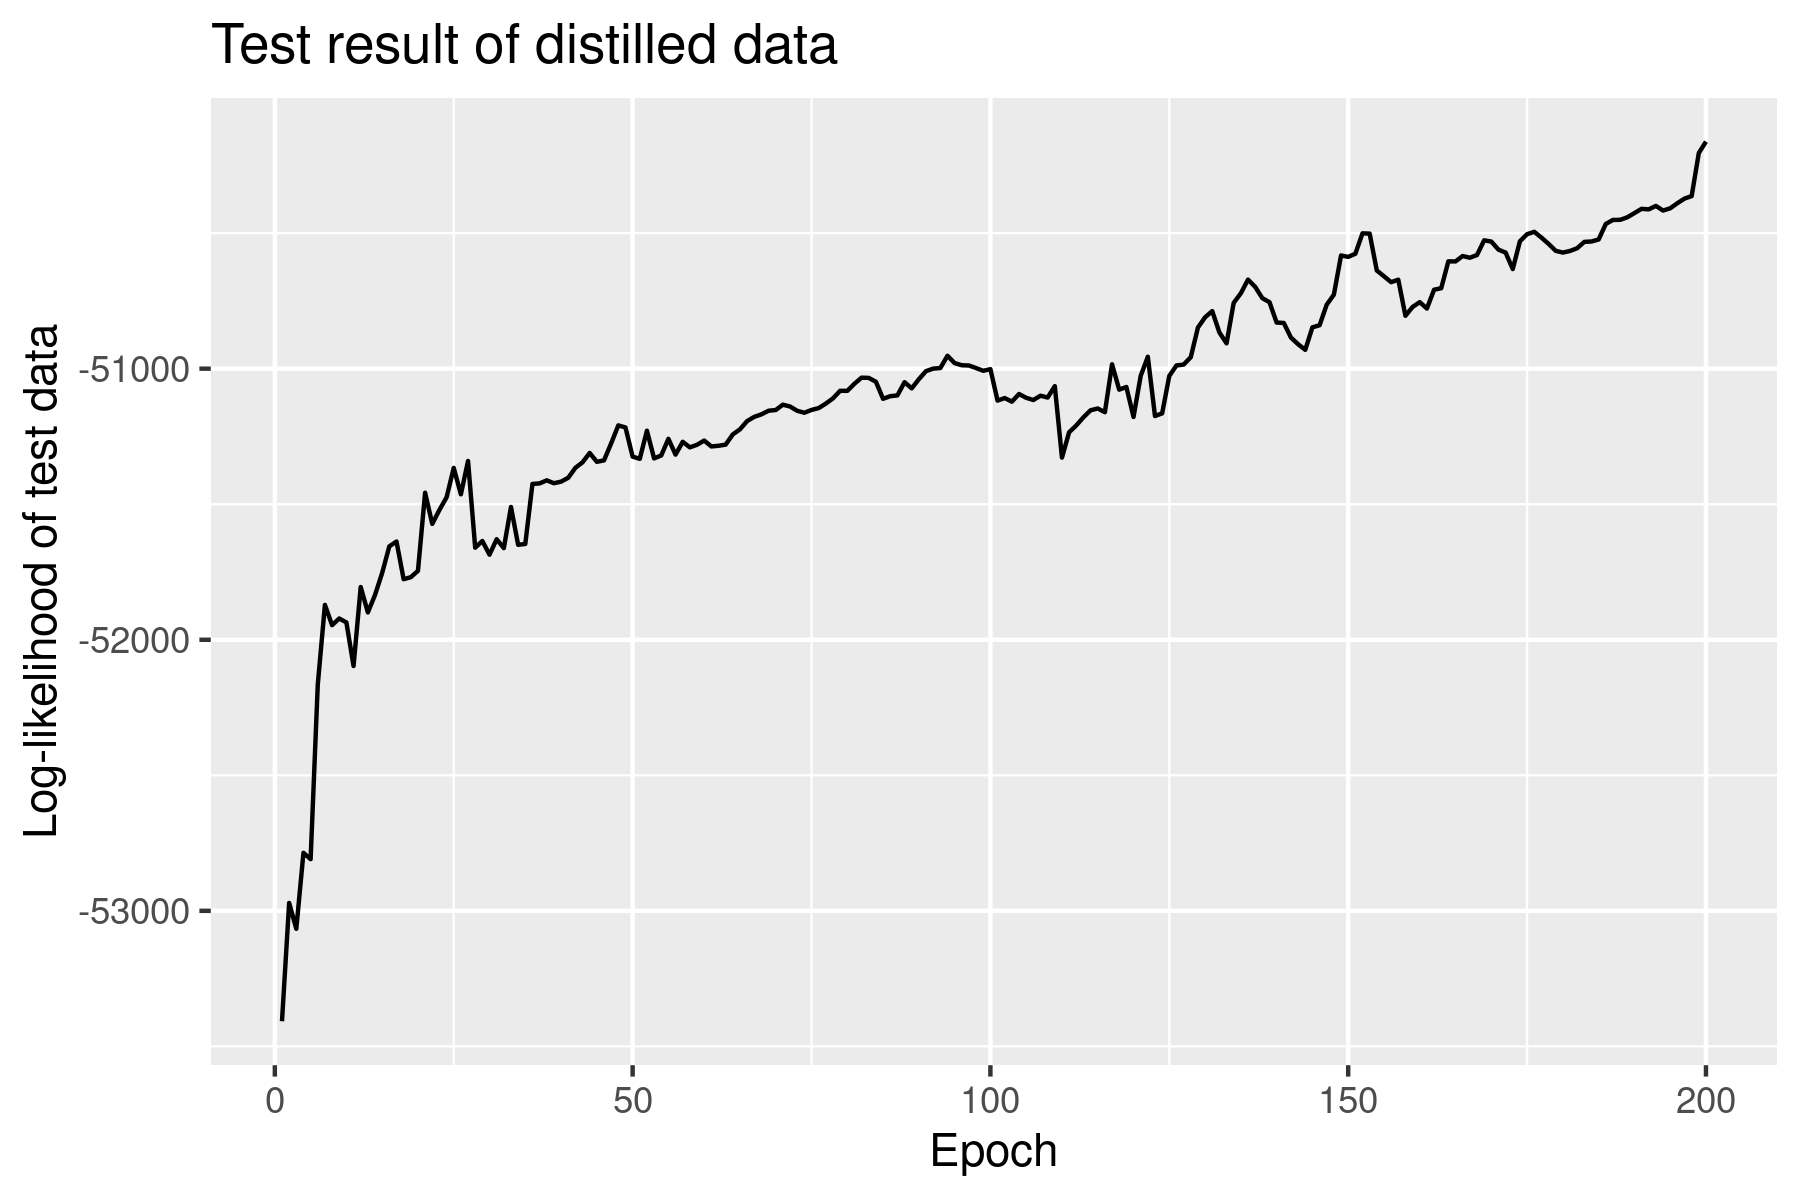 Test result of distilled data
Log-likelihood of test data
-51000
-52000
-53000
0 50 100 150 200
Epoch